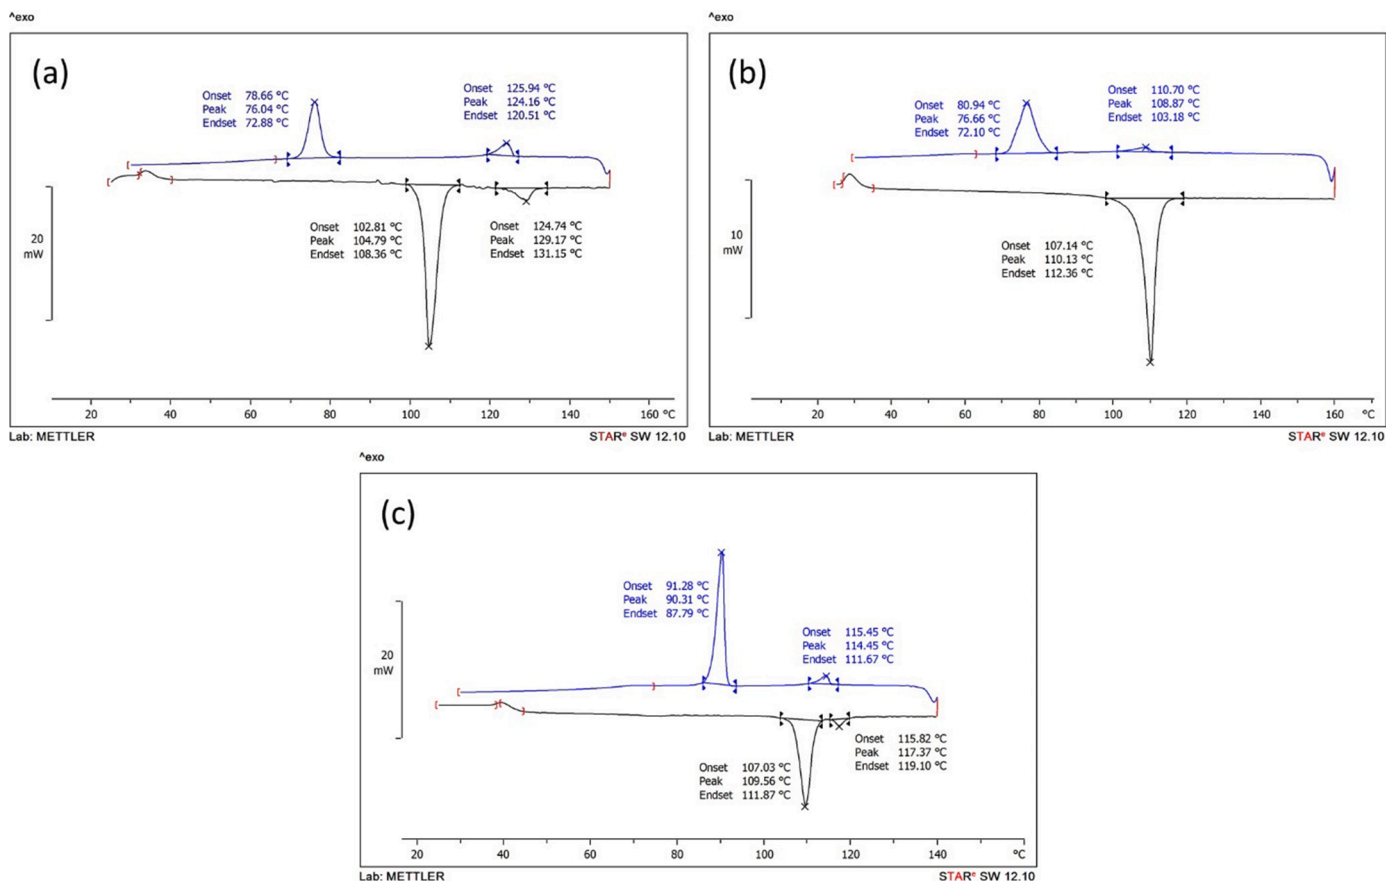 ^exo
(a)
Onset 78.66 °C
Peak 76.04 °C
Endset 72.88 °C
Onset 125.94 °C
Peak 124.16 °C
Endset 120.51 °C
20
mW
Onset 102.81 °C
Peak 104.79 °C
Endset 108.36 °C
Onset 124.74 °C
Peak 129.17 °C
Endset 131.15 °C
20 40 60 80 100 120 140 160 °C
Lab: METTLER STARe SW 12.10
^exo
(b)
Onset 80.94 °C
Peak 76.66 °C
Endset 72.10 °C
Onset 110.70 °C
Peak 108.87 °C
Endset 103.18 °C
10
mW
Onset 107.14 °C
Peak 110.13 °C
Endset 112.36 °C
20 40 60 80 100 120 140 160 °C
Lab: METTLER STARe SW 12.10
^exo
(c)
Onset 91.28 °C
Peak 90.31 °C
Endset 87.79 °C
Onset 115.45 °C
Peak 114.45 °C
Endset 111.67 °C
20
mW
Onset 107.03 °C
Peak 109.56 °C
Endset 111.87 °C
Onset 115.82 °C
Peak 117.37 °C
Endset 119.10 °C
20 40 60 80 100 120 140 °C
Lab: METTLER STARe SW 12.10